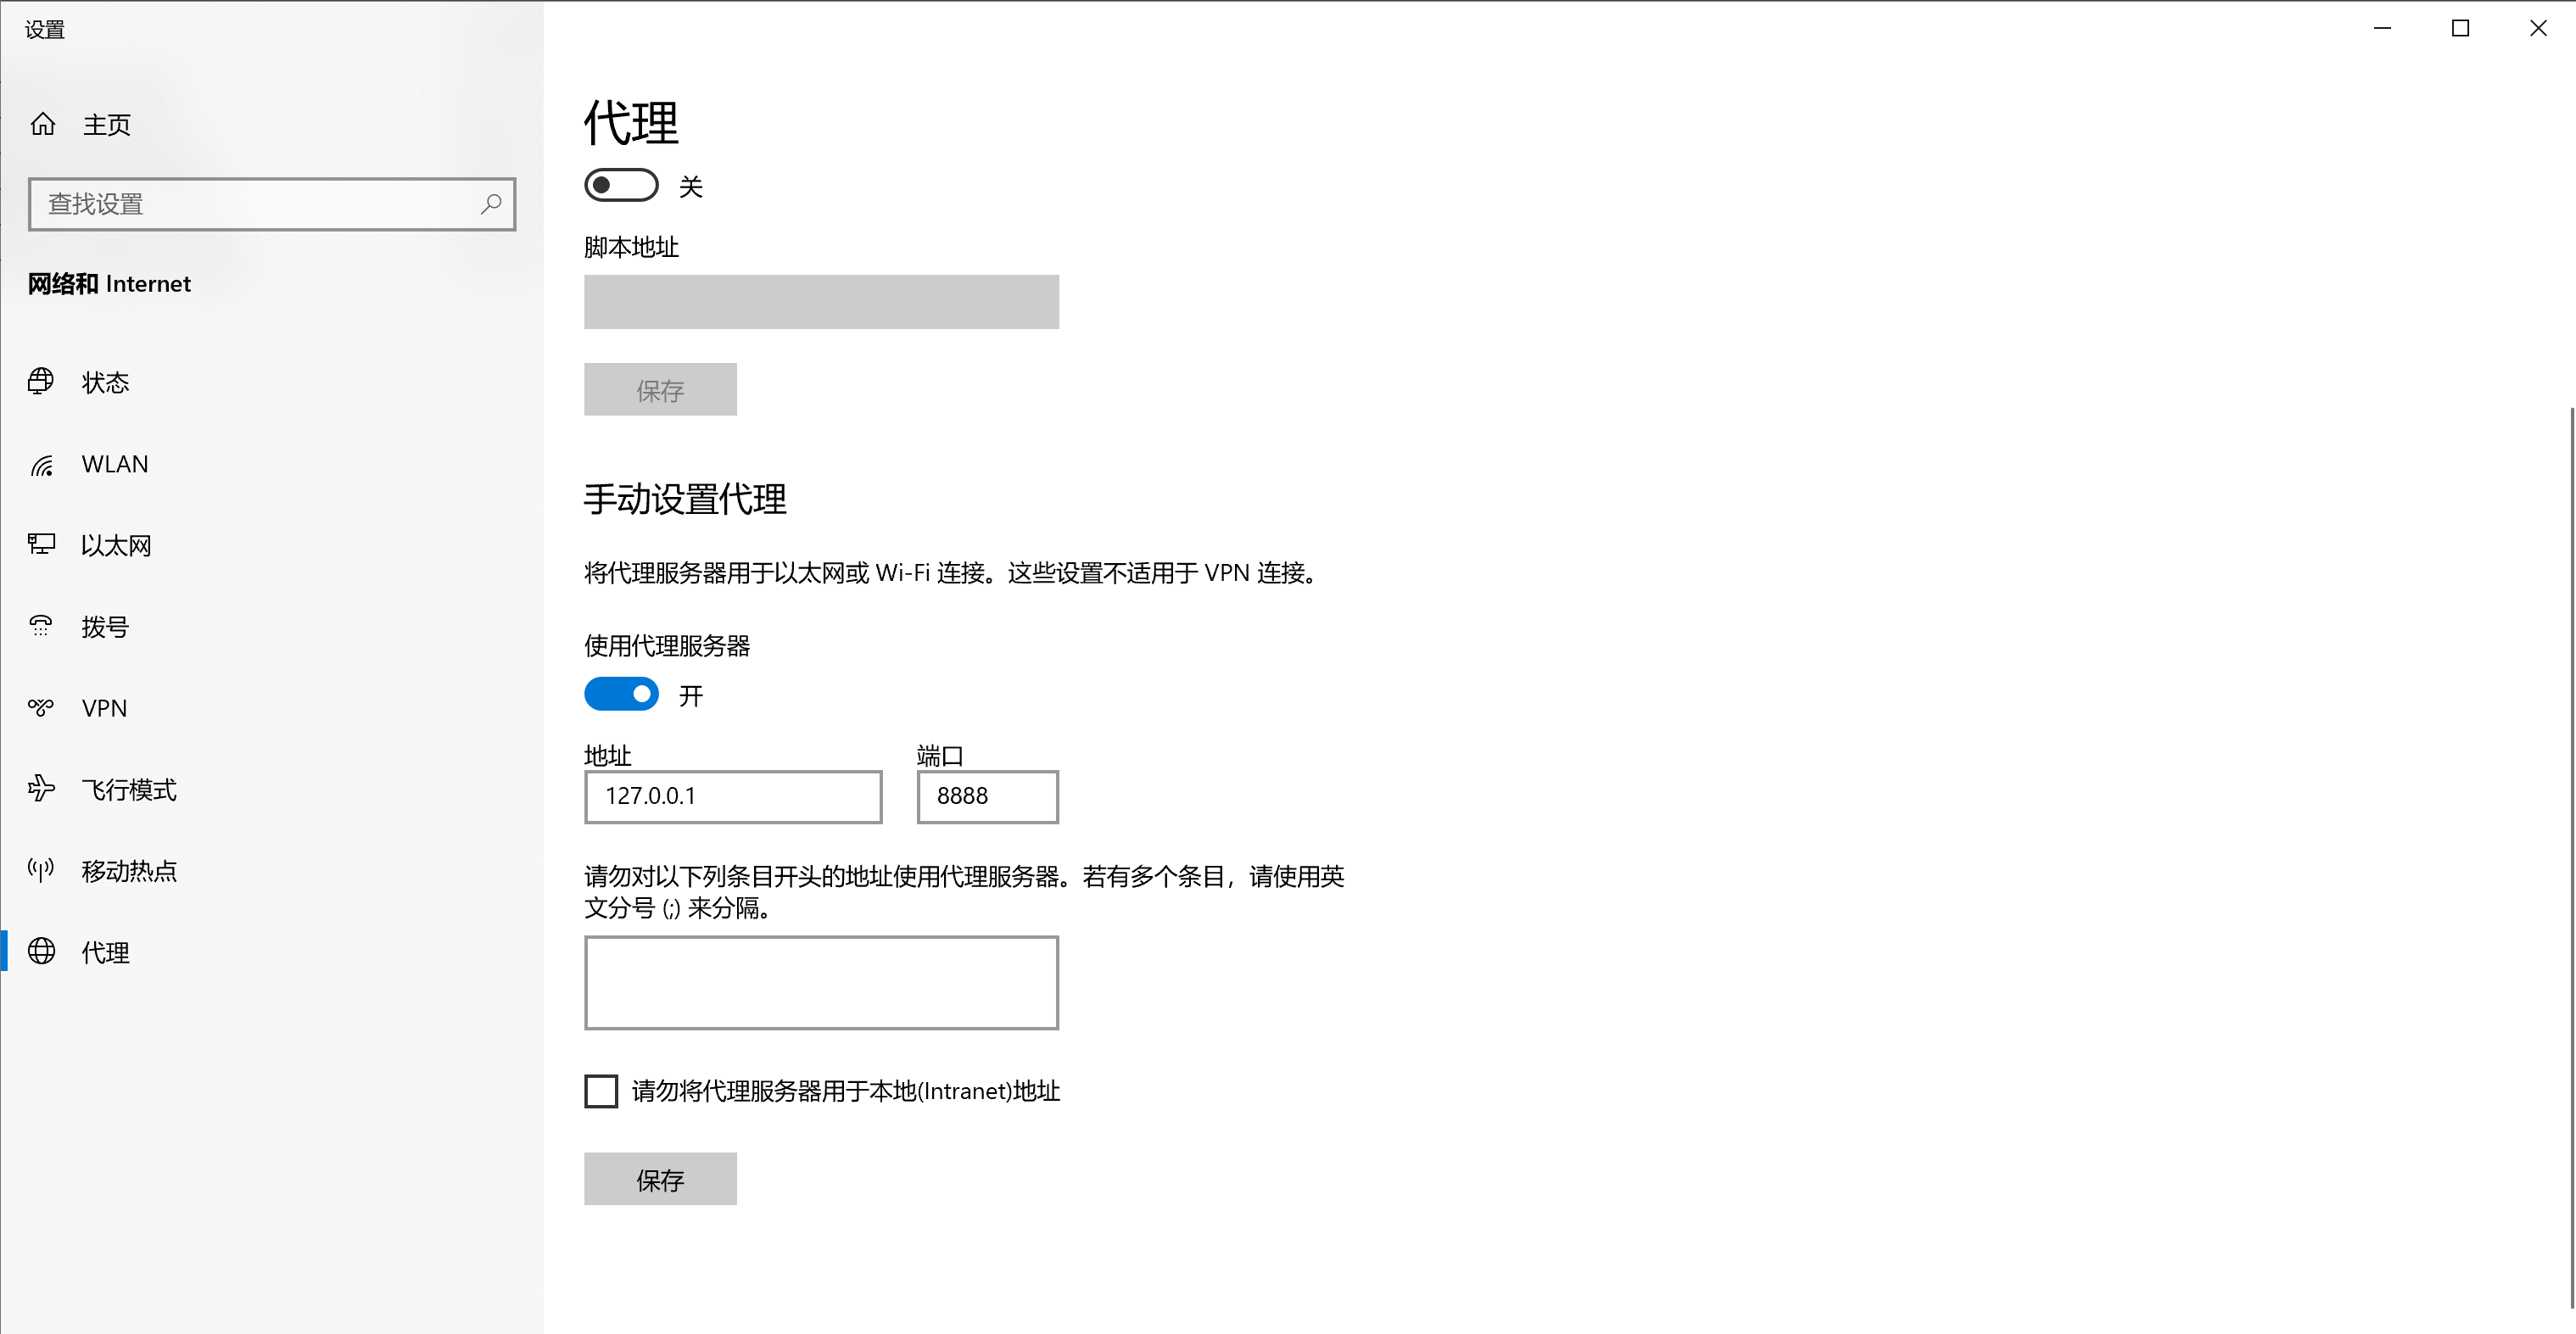 设置
主页
查找设置
网络和 Internet
状态
WLAN
以太网
拨号
VPN
飞行模式
移动热点
代理
代理
关
脚本地址
保存
手动设置代理
将代理服务器用于以太网或 Wi-Fi 连接。这些设置不适用于 VPN 连接。
使用代理服务器
开
地址
端口
127.0.0.1
8888
请勿对以下列条目开头的地址使用代理服务器。若有多个条目，请使用英
文分号 (;) 来分隔。
请勿将代理服务器用于本地(Intranet)地址
保存